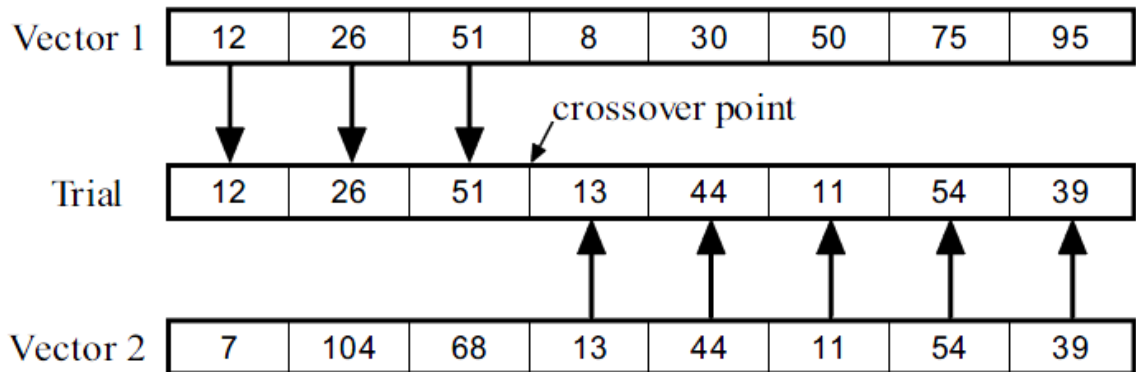 Vector 1 12 26 51 8 30 50 75 95
crossover point
Trial 12 26 51 13 44 11 54 39
Vector 2 7 104 68 13 44 11 54 39